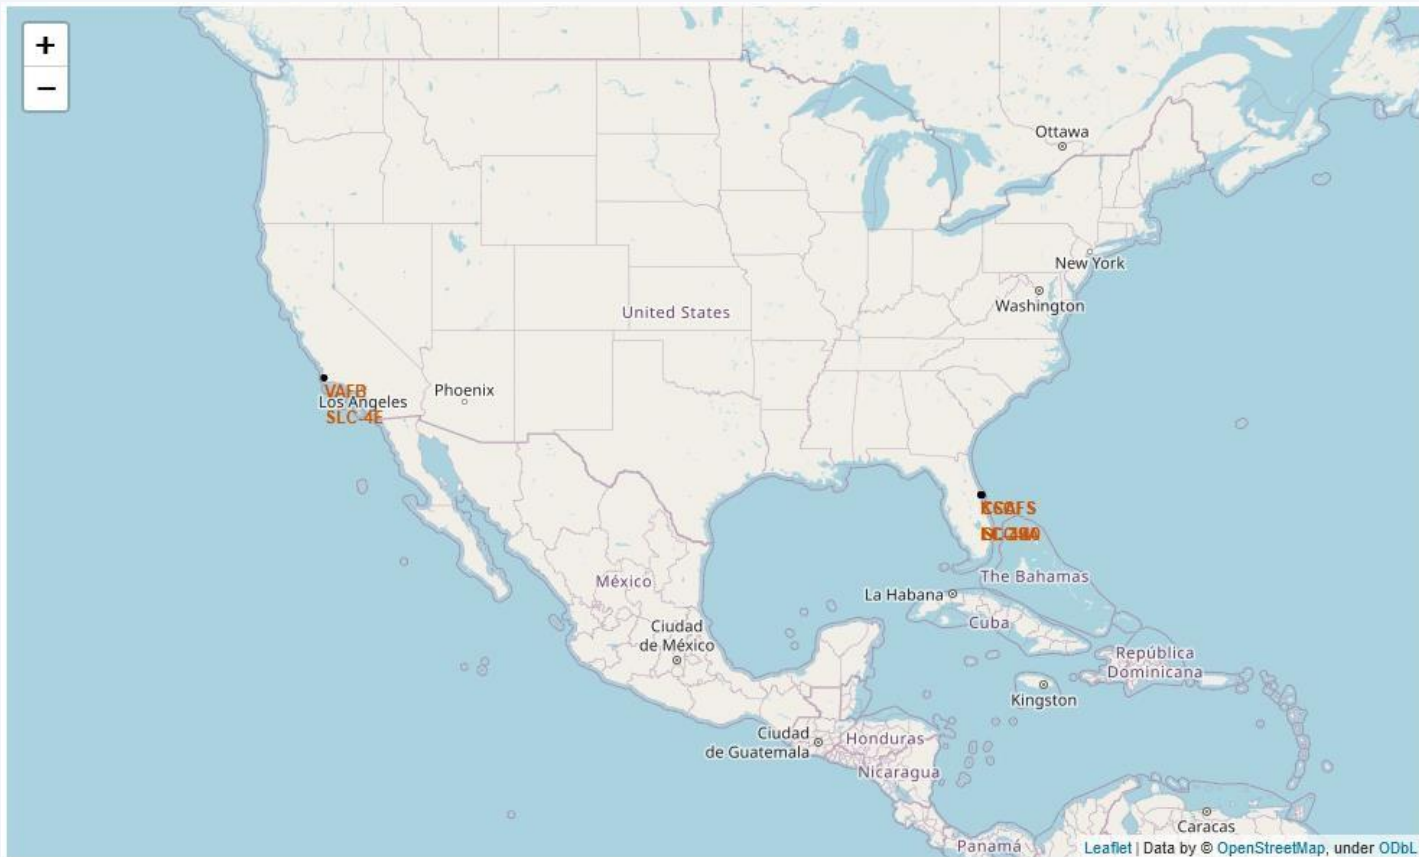 +
−
Ottawa
New York
Washington
United States
Phoenix
VAFB
Los Angeles
SLC-4E
The Bahamas
La Habana
Cuba
México
Ciudad
de México
República
Dominicana
Kingston
Ciudad
de Guatemala
Honduras
Nicaragua
Caracas
Panamá
Leaflet | Data by © OpenStreetMap, under ODbL